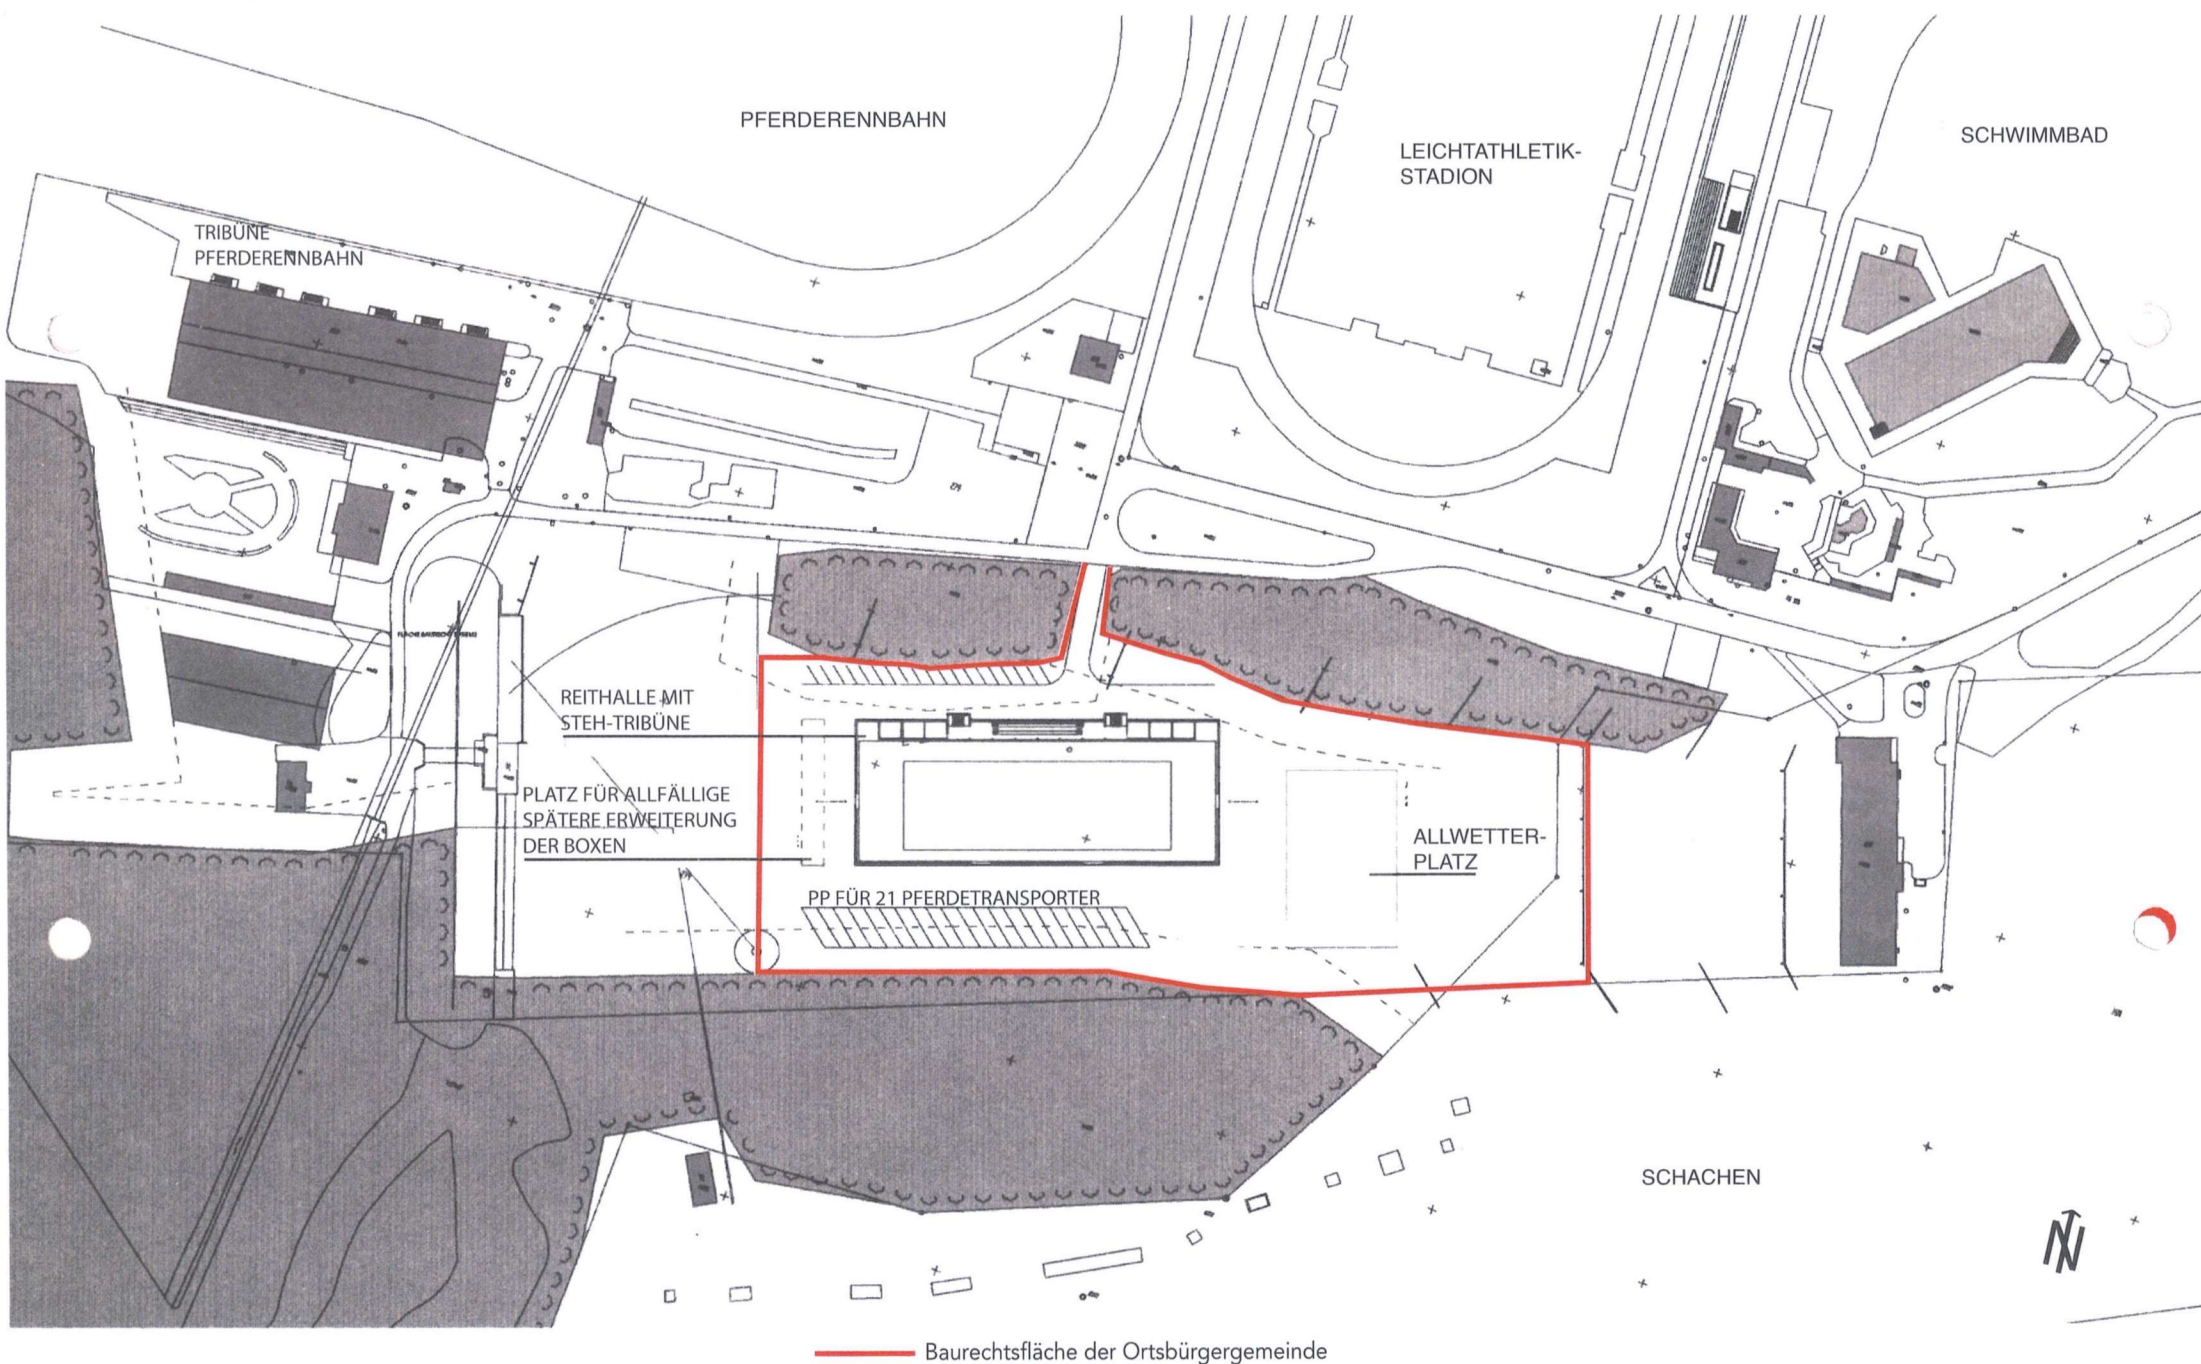 PFERDERENNBAHN
LEICHTATHLETIK-
STADION
SCHWIMMBAD
TRIBÜNE
PFERDERENNBAHN
REITHALLE MIT
STEH-TRIBÜNE
PLATZ FÜR ALLFÄLLIGE
SPÄTERE ERWEITERUNG
DER BOXEN
ALLWETTER-
PLATZ
PP FÜR 21 PFERDETRANSPORTER
SCHACHEN
N
Baurechtsfläche der Ortsbürgergemeinde